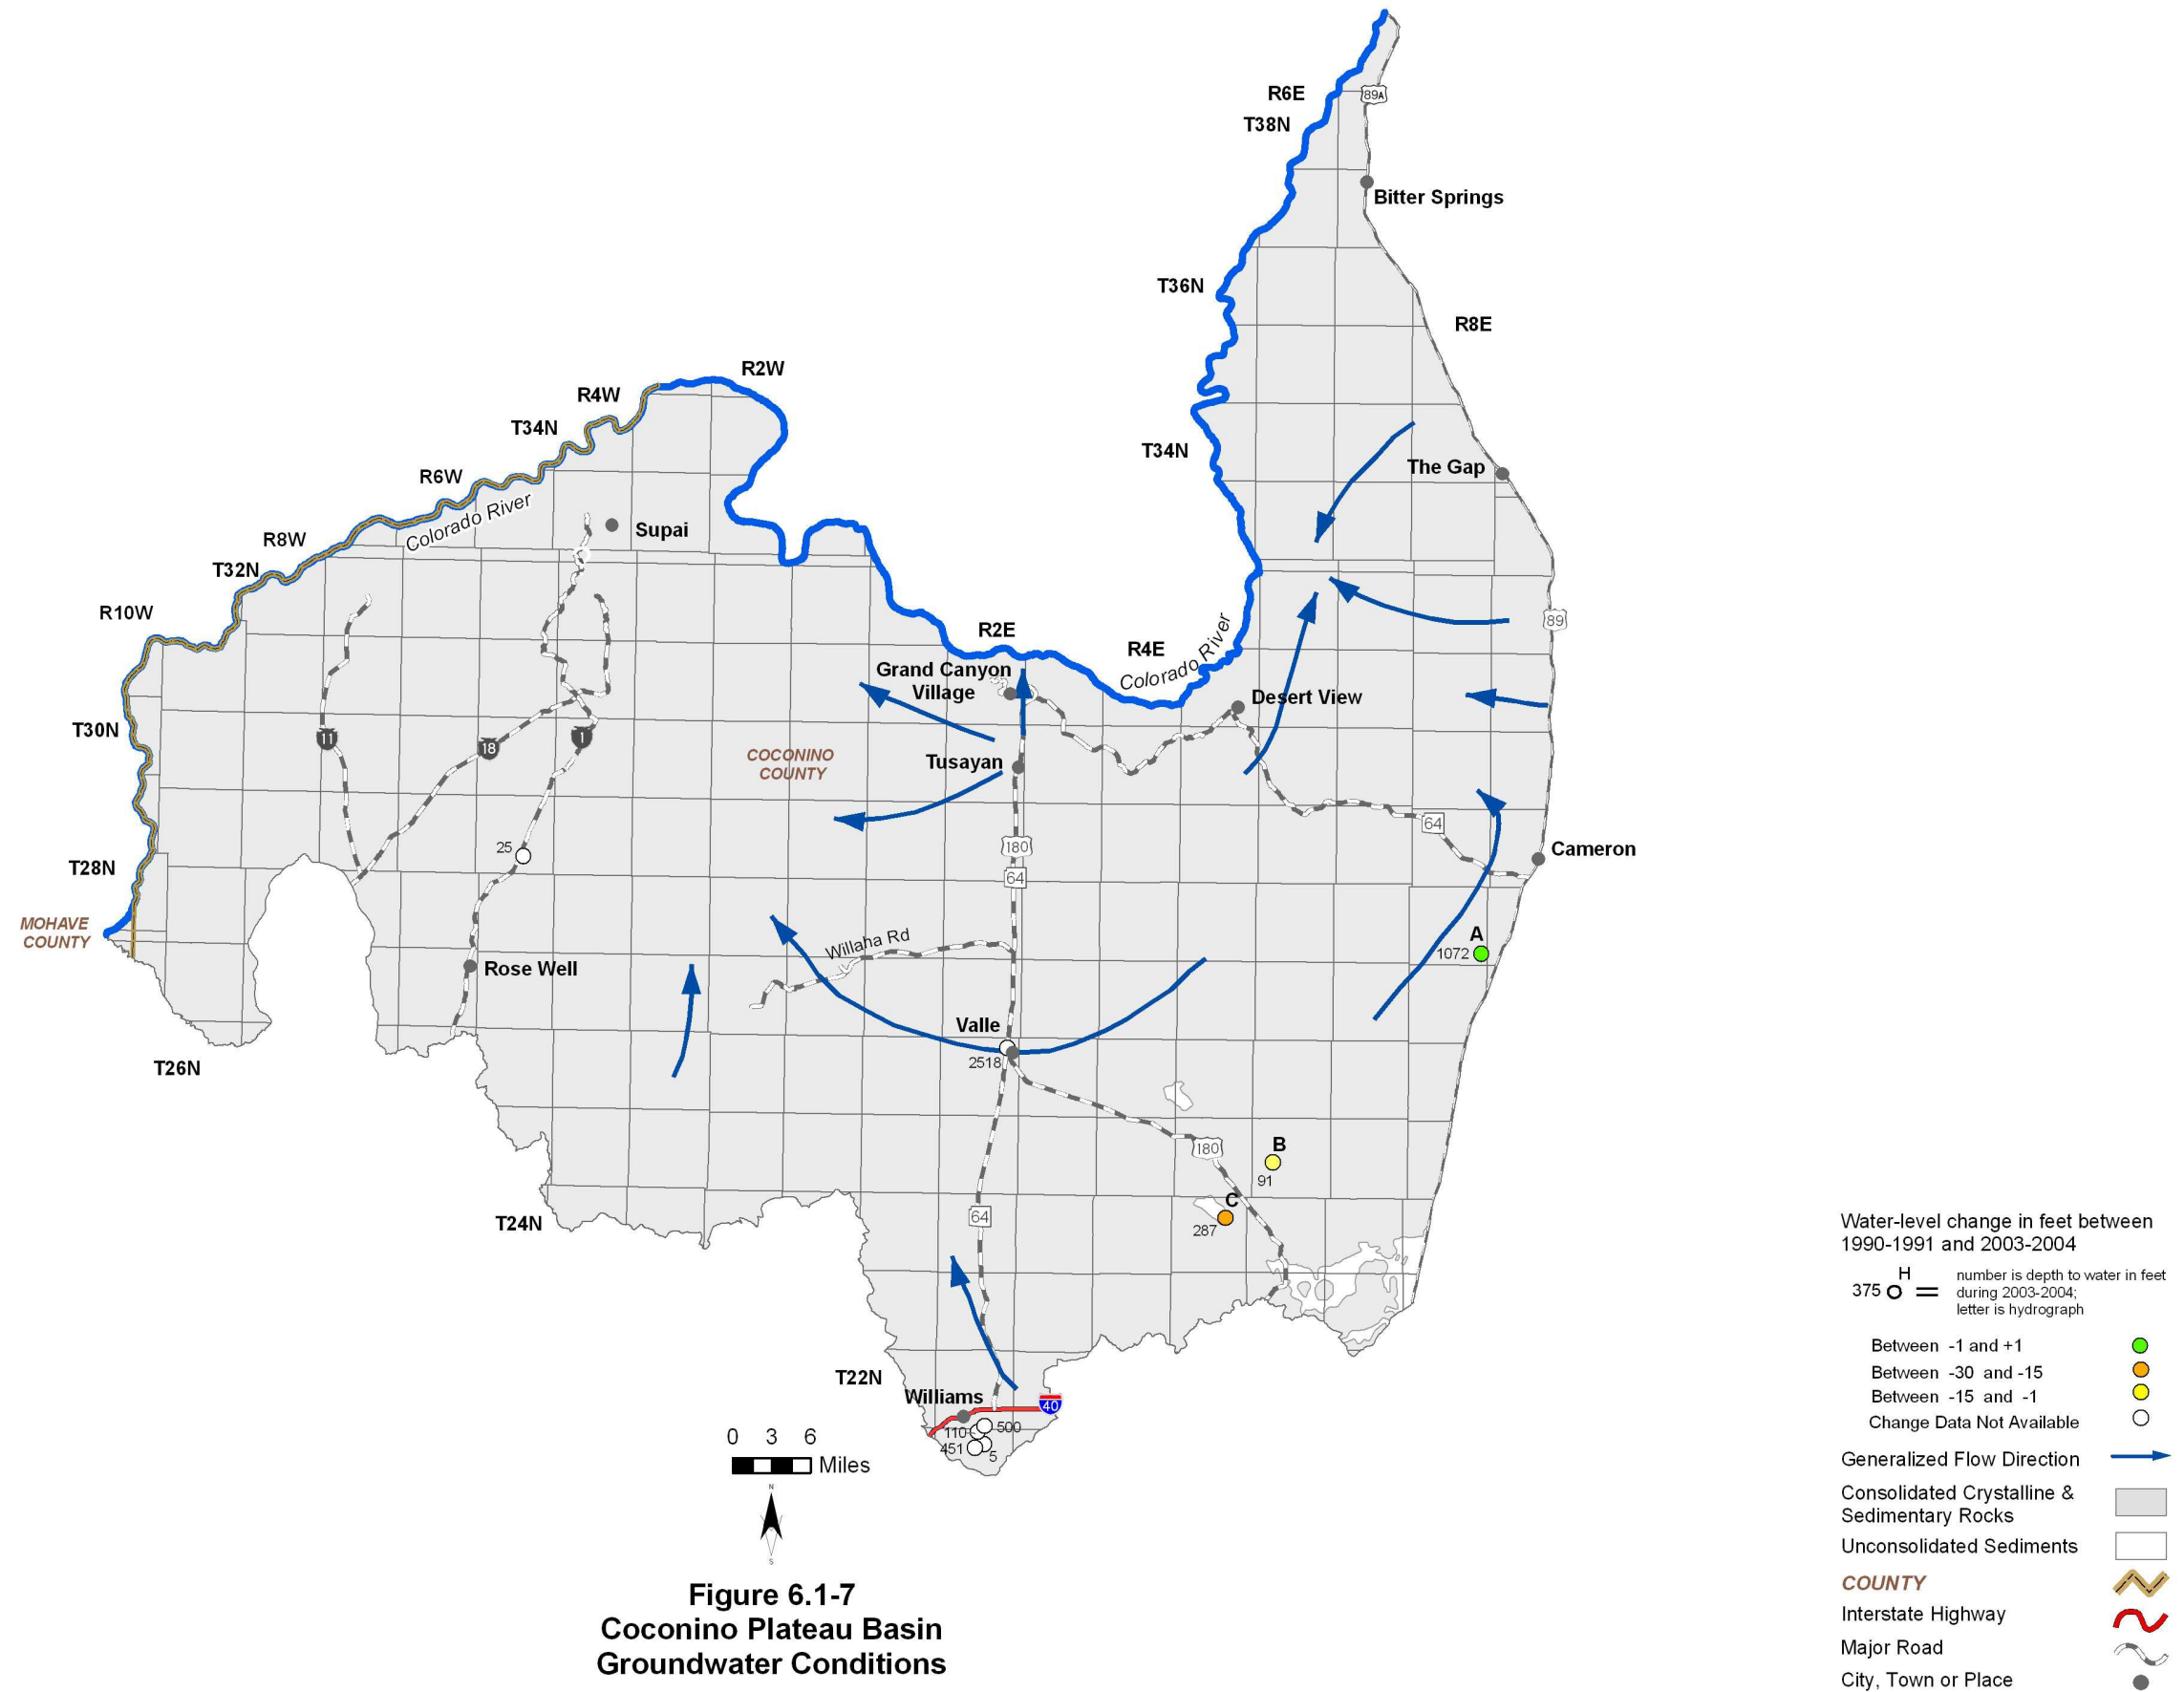 R6E
89A
T38N
Bitter Springs
T36N
R8E
R2W
R4W
T34N
T34N
The Gap
R6W
Colorado River
Supai
R8W
T32N
R10W
89
R2E
R4E
Colorado River
Grand Canyon
Village
Desert View
T30N
11
18
1
COCONINO
COUNTY
Tusayan
64
180
25
Cameron
T28N
64
MOHAVE
COUNTY
Willaha Rd
A
1072
Rose Well
Valle
2518
T26N
180
B
91
C
287
T24N
64
T22N
Williams
40
110
500
451
5
0 3 6
Miles
N
S
Figure 6.1-7
Coconino Plateau Basin
Groundwater Conditions
Water-level change in feet between
1990-1991 and 2003-2004
375 H =
number is depth to water in feet
during 2003-2004;
letter is hydrograph
Between -1 and +1
Between -30 and -15
Between -15 and -1
Change Data Not Available
Generalized Flow Direction
Consolidated Crystalline &
Sedimentary Rocks
Unconsolidated Sediments
COUNTY
Interstate Highway
Major Road
City, Town or Place